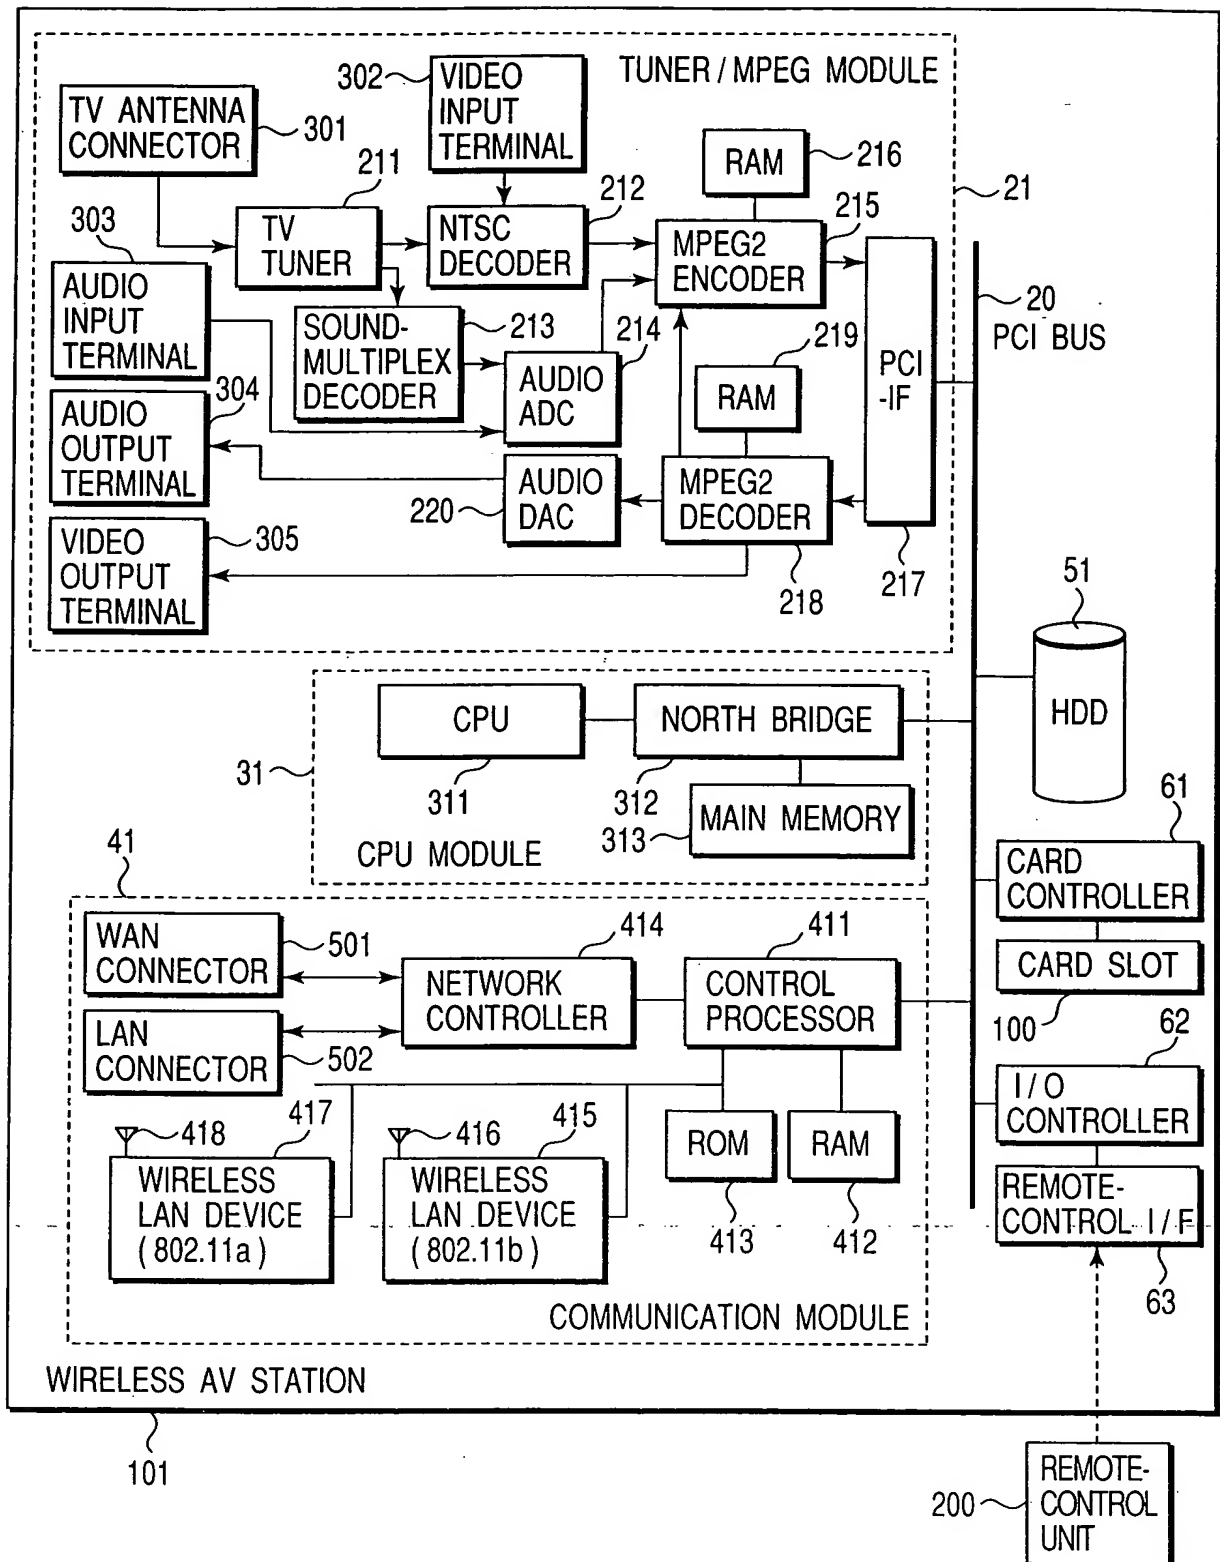 TUNER / MPEG MODULE
TV ANTENNA
CONNECTOR
301
302
VIDEO
INPUT
TERMINAL
RAM
216
21
211
TV
TUNER
NTSC
DECODER
212
MPEG2
ENCODER
215
303
AUDIO
INPUT
TERMINAL
SOUND-
MULTIPLEX
DECODER
213
AUDIO
ADC
214
219
RAM
PCI
-IF
217
20
PCI BUS
304
AUDIO
OUTPUT
TERMINAL
220
AUDIO
DAC
MPEG2
DECODER
218
305
VIDEO
OUTPUT
TERMINAL
51
HDD
CPU
311
NORTH BRIDGE
312
31
MAIN MEMORY
313
CPU MODULE
61
CARD
CONTROLLER
CARD SLOT
100
41
WAN
CONNECTOR
501
LAN
CONNECTOR
502
414
NETWORK
CONTROLLER
411
CONTROL
PROCESSOR
62
I / O
CONTROLLER
418
417
WIRELESS
LAN DEVICE
( 802.11a )
416
415
WIRELESS
LAN DEVICE
( 802.11b )
ROM
413
RAM
412
REMOTE-
CONTROL I / F
63
COMMUNICATION MODULE
WIRELESS AV STATION
101
200
REMOTE-
CONTROL
UNIT